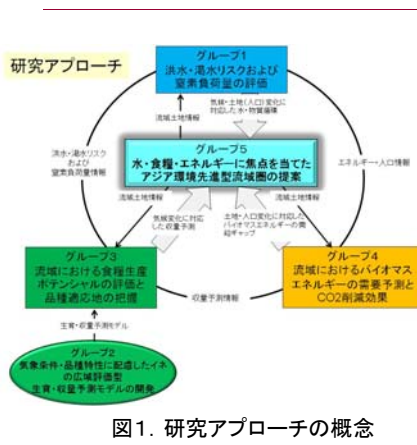 研究アプローチ
グループ1
洪水・渇水リスクおよび
窒素負荷量の評価
気候・土地(人口)変化に
対応した水・物質循環
流域土地情報
洪水・渇水リスク
および
窒素負荷量情報
エネルギー・人口情報
グループ5
水・食糧・エネルギーに焦点を当てた
アジア環境先進型流域圏の提案
流域土地情報
流域土地情報
気候変化に対応
した収量予測
土地・人口変化に対応した
バイオマスエネルギーの需
給ギャップ
グループ3
流域における食糧生産
ポテンシャルの評価と
品種適応地の把握
グループ4
流域におけるバイオマス
エネルギーの需要予測と
CO2削減効果
収量予測情報
生育・収量予測モデル
グループ2
気象条件・品種特性に配慮したイネ
の広域評価型
生育・収量予測モデルの開発
図1. 研究アプローチの概念